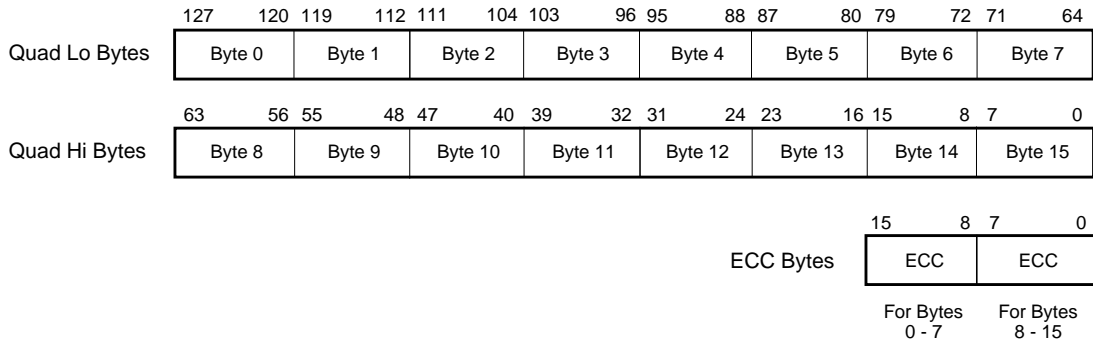 127 120 119 112 111 104 103 96 95 88 87 80 79 72 71 64
Quad Lo Bytes Byte 0 Byte 1 Byte 2 Byte 3 Byte 4 Byte 5 Byte 6 Byte 7
63 56 55 48 47 40 39 32 31 24 23 16 15 8 7 0
Quad Hi Bytes Byte 8 Byte 9 Byte 10 Byte 11 Byte 12 Byte 13 Byte 14 Byte 15
15 8 7 0
ECC Bytes ECC ECC
For Bytes For Bytes
0 - 7 8 - 15